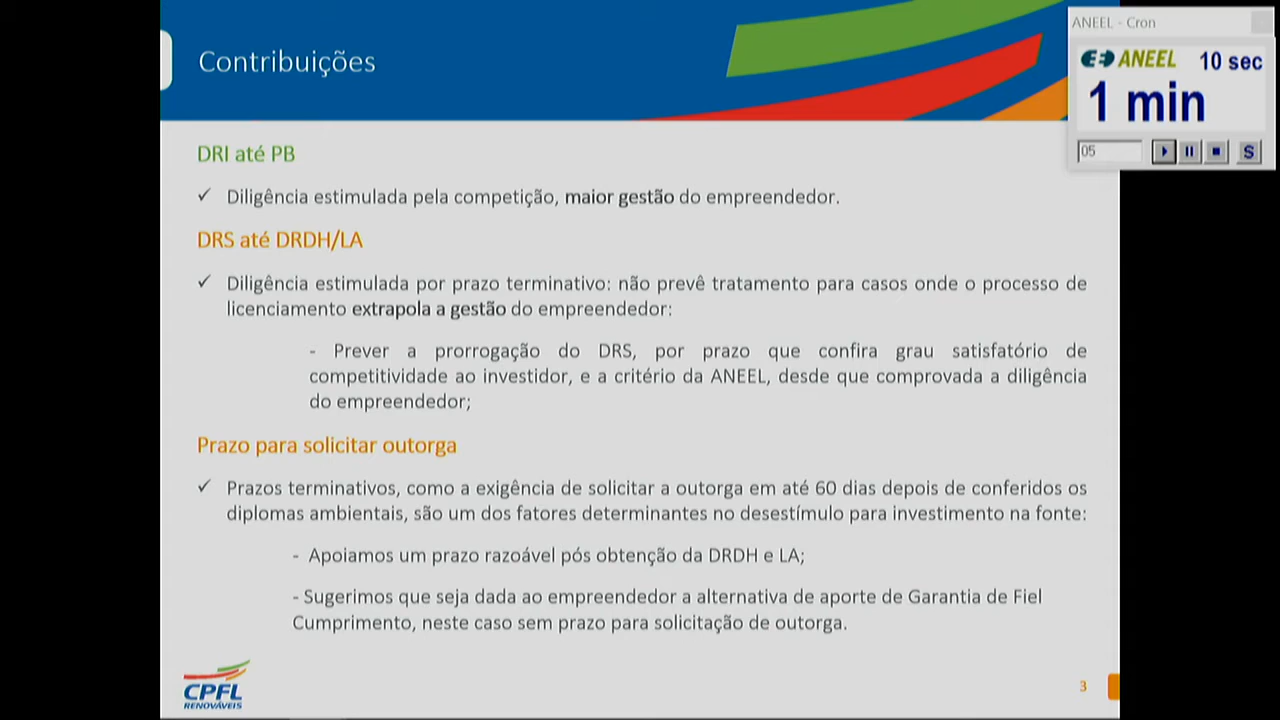 Contribuições
ANEEL - Cron
ANEEL 10 sec
1 min
05
S
DRI até PB
✓ Diligência estimulada pela competição, maior gestão do empreendedor.
DRS até DRDH/LA
✓ Diligência estimulada por prazo terminativo: não prevê tratamento para casos onde o processo de
licenciamento extrapola a gestão do empreendedor:
- Prever a prorrogação do DRS, por prazo que confira grau satisfatório de
competitividade ao investidor, e a critério da ANEEL, desde que comprovada a diligência
do empreendedor;
Prazo para solicitar outorga
✓ Prazos terminativos, como a exigência de solicitar a outorga em até 60 dias depois de conferidos os
diplomas ambientais, são um dos fatores determinantes no desestímulo para investimento na fonte:
- Apoiamos um prazo razoável pós obtenção da DRDH e LA;
- Sugerimos que seja dada ao empreendedor a alternativa de aporte de Garantia de Fiel
Cumprimento, neste caso sem prazo para solicitação de outorga.
CPFL
RENOVÁVEIS
3